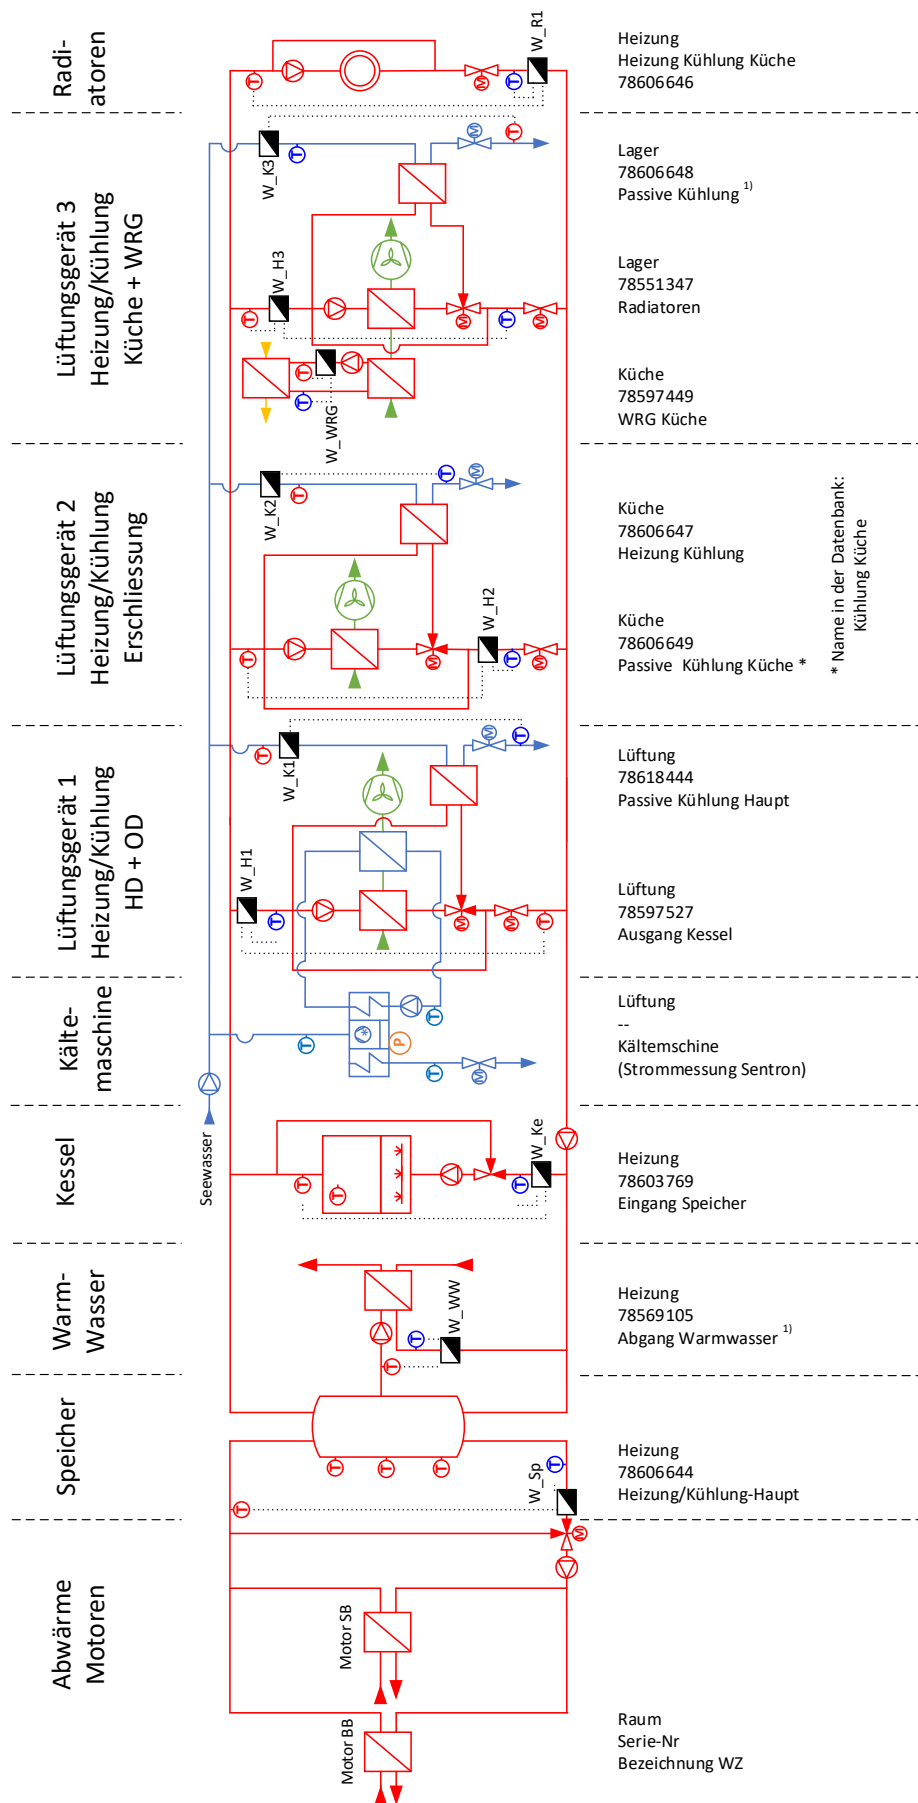 Radi-
atoren
W_R1
Heizung
Heizung Kühlung Küche
78606646
Lüftungsgerät 3
Heizung/Kühlung
Küche + WRG
W_K3
W_H3
W_WRG
Lager
78606648
Passive Kühlung 1)
Lager
78551347
Radiatoren
Küche
78597449
WRG Küche
Lüftungsgerät 2
Heizung/Kühlung
Erschliessung
W_K2
W_H2
Küche
78606647
Heizung Kühlung
Küche
78606649
Passive Kühlung Küche *
* Name in der Datenbank:
Kühlung Küche
Lüftungsgerät 1
Heizung/Kühlung
HD + OD
W_K1
W_H1
Lüftung
78618444
Passive Kühlung Haupt
Lüftung
78597527
Ausgang Kessel
Kälte-
maschine
P
Lüftung
--
Kältemschine
(Strommessung Sentron)
Seewasser
Kessel
W_Ke
Heizung
78603769
Eingang Speicher
Warm-
Wasser
W_WW
Heizung
78569105
Abgang Warmwasser 1)
Speicher
W_Sp
Heizung
78606644
Heizung/Kühlung-Haupt
Abwärme
Motoren
Motor SB
Motor BB
Raum
Serie-Nr
Bezeichnung WZ
T
T
M
T
T
M
T
T
M
T
M
T
T
T
T
M
T
M
T
M
T
T
M
T
T
M
M
T
T
T
T
M
T
T
T
T
T
T
T
T
T
T
M